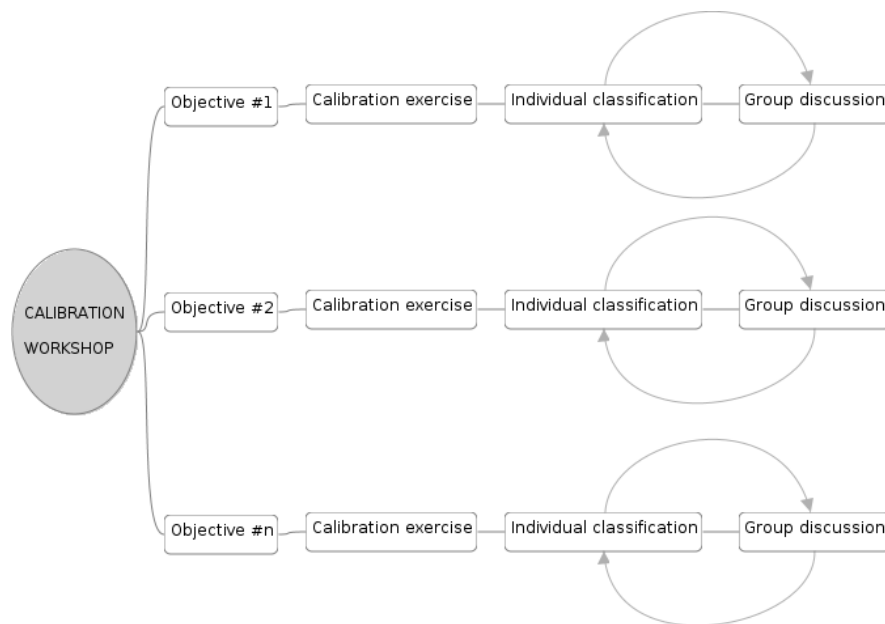 Objective #1
Calibration exercise
Individual classification
Group discussion
CALIBRATION
WORKSHOP
Objective #2
Calibration exercise
Individual classification
Group discussion
Objective #n
Calibration exercise
Individual classification
Group discussion